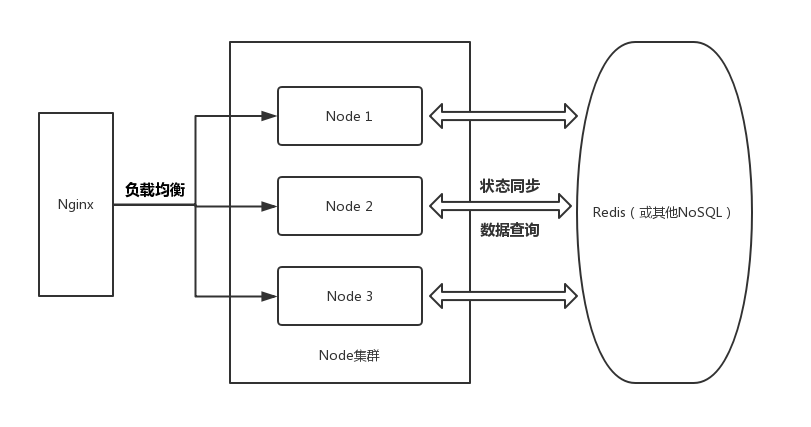 Nginx
负载均衡
Node 1
Node 2
Node 3
Node集群
状态同步
数据查询
Redis（或其他NoSQL）